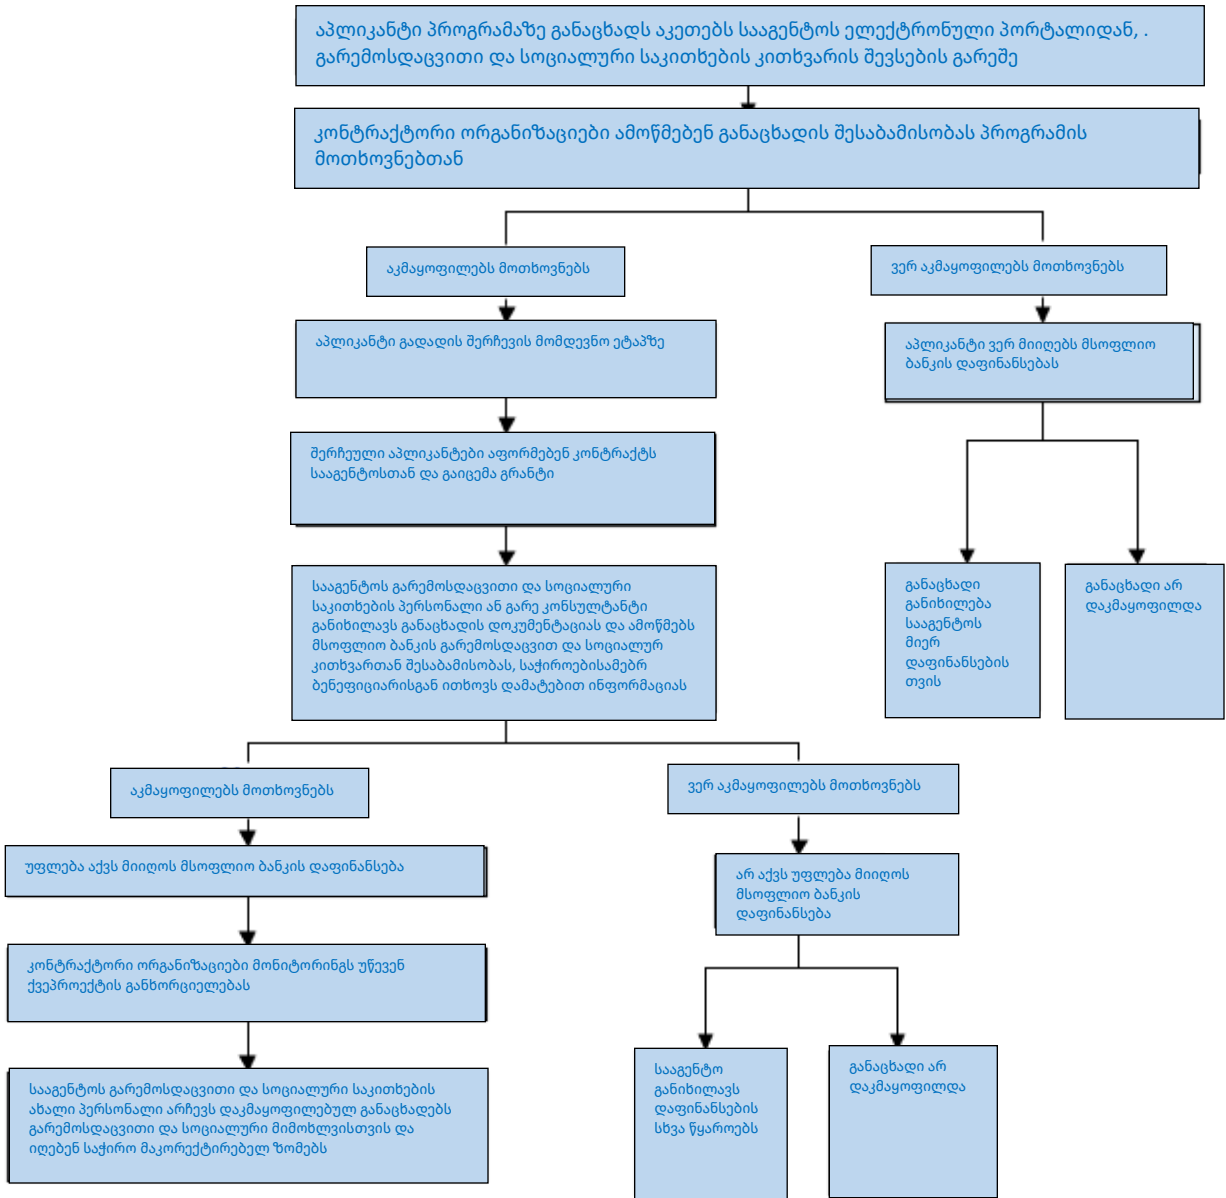 აპლიკანტი პროგრამაზე განაცხადს აკეთებს სააგენტოს ელექტრონული პორტალიდან, .
გარემოსდაცვითი და სოციალური საკითხების კითხვარის შევსების გარეშე
კონტრაქტორი ორგანიზაციები ამოწმებენ განაცხადის შესაბამისობას პროგრამის
მოთხოვნებთან
აკმაყოფილებს მოთხოვნებს
ვერ აკმაყოფილებს მოთხოვნებს
აპლიკანტი გადადის შერჩევის მომდევნო ეტაპზე
აპლიკანტი ვერ მიიღებს მსოფლიო
ბანკის დაფინანსებას
შერჩეული აპლიკანტები აფორმებენ კონტრაქტს
სააგენტოსთან და გაიცემა გრანტი
სააგენტოს გარემოსდაცვითი და სოციალური
საკითხების პერსონალი ან გარე კონსულტანტი
განიხილავს განაცხადის დოკუმენტაციას და ამოწმებს
მსოფლიო ბანკის გარემოსდაცვით და სოციალურ
კითხვართან შესაბამისობას, საჭიროებისამებრ
ბენეფიციარისგან ითხოვს დამატებით ინფორმაციას
განაცხადი
განიხილება
სააგენტოს
მიერ
დაფინანსების
თვის
განაცხადი არ
დაკმაყოფილდა
აკმაყოფილებს მოთხოვნებს
ვერ აკმაყოფილებს მოთხოვნებს
უფლება აქვს მიიღოს მსოფლიო ბანკის დაფინანსება
არ აქვს უფლება მიიღოს
მსოფლიო ბანკის
დაფინანსება
კონტრაქტორი ორგანიზაციები მონიტორინგს უწევენ
ქვეპროექტის განხორციელებას
სააგენტოს გარემოსდაცვითი და სოციალური საკითხების
ახალი პერსონალი არჩევს დაკმაყოფილებულ განაცხადებს
გარემოსდაცვითი და სოციალური მიმოხლვისთვის და
იღებენ საჭირო მაკორექტირებელ ზომებს
სააგენტო
განიხილავს
დაფინანსების
სხვა წყაროებს
განაცხადი არ
დაკმაყოფილდა